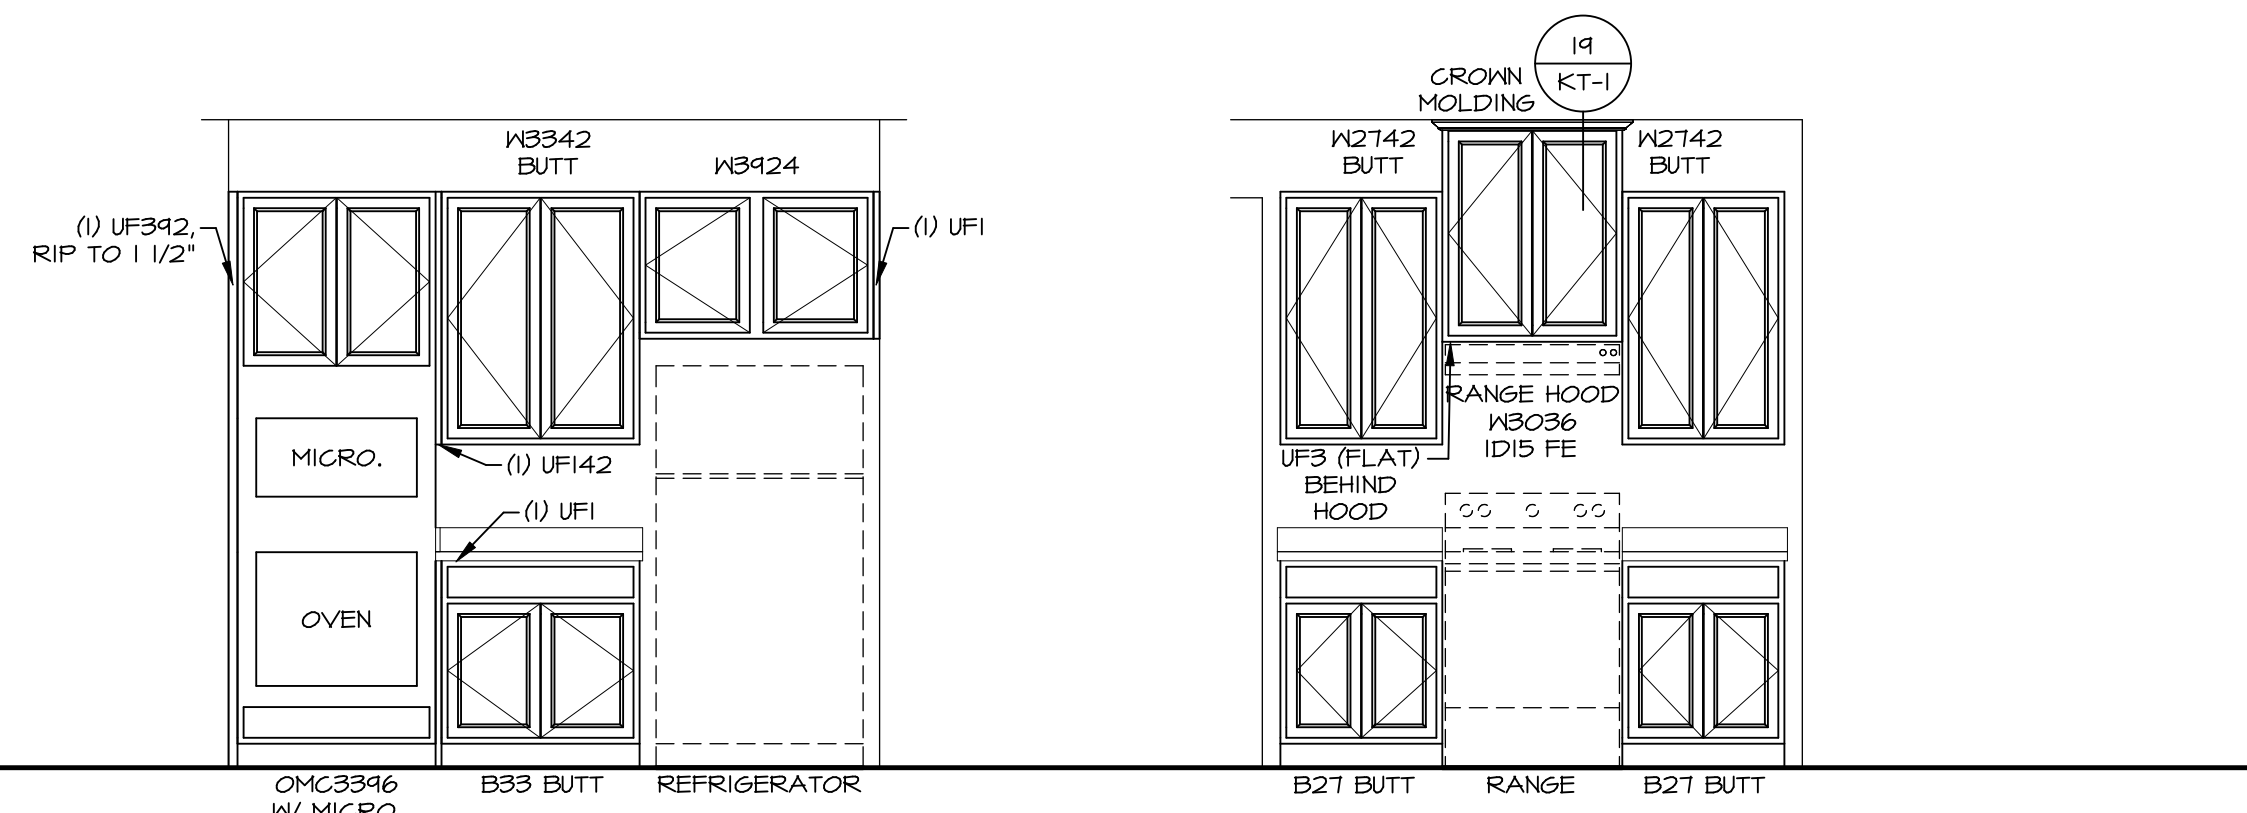 W3342
BUTT
W3924
(1) UF392,
RIP TO 1 1/2"
(1) UF1
MICRO.
(1) UF142
(1) UF1
OVEN
OMC3396
W/ MICRO
B33 BUTT
REFRIGERATOR
19
KT-1
CROWN
MOLDING
W2742
BUTT
W2742
BUTT
RANGE HOOD
W3036
1D15 FE
UF3 (FLAT)
BEHIND
HOOD
B27 BUTT
RANGE
B27 BUTT